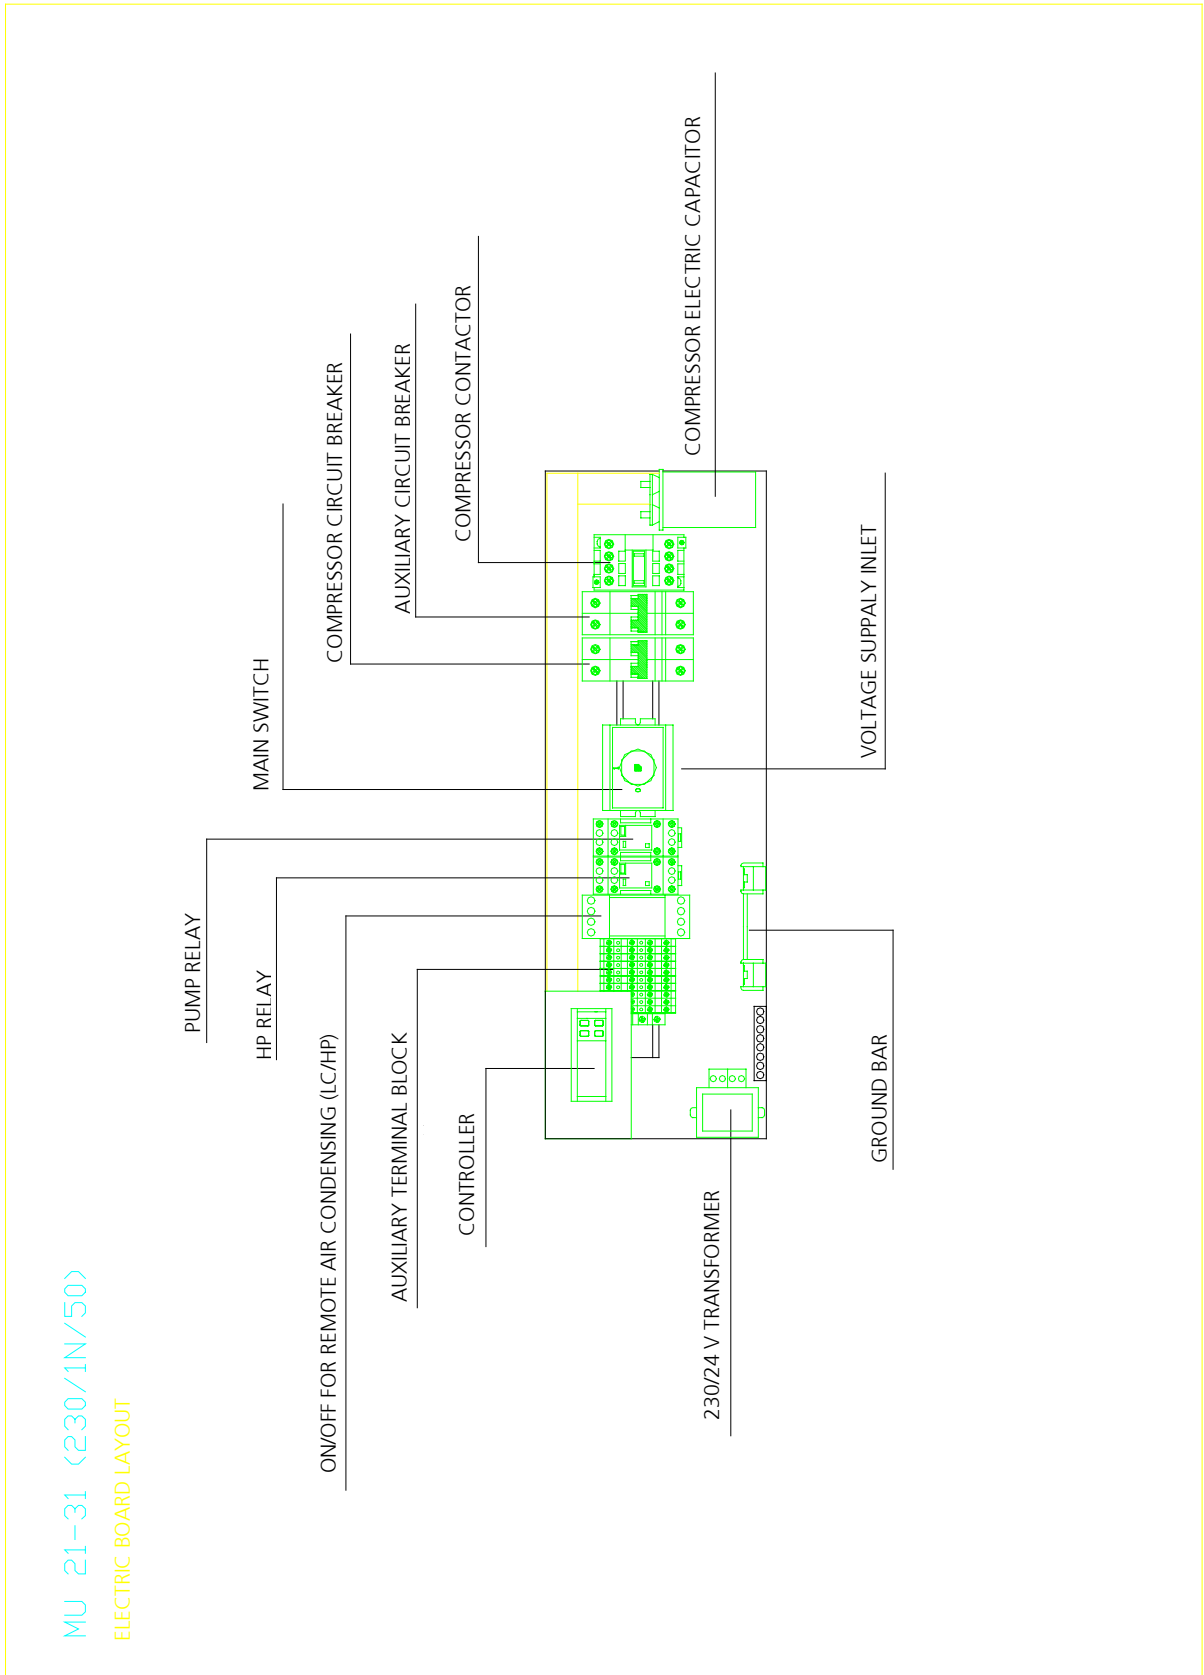 MU 21-31 (230/1N/50)
ELECTRIC BOARD LAYOUT
PUMP RELAY
HP RELAY
MAIN SWITCH
ON/OFF FOR REMOTE AIR CONDENSING (LC/HP)
COMPRESSOR CIRCUIT BREAKER
AUXILIARY TERMINAL BLOCK
AUXILIARY CIRCUIT BREAKER
CONTROLLER
COMPRESSOR CONTACTOR
COMPRESSOR ELECTRIC CAPACITOR
230/24 V TRANSFORMER
VOLTAGE SUPPALY INLET
GROUND BAR